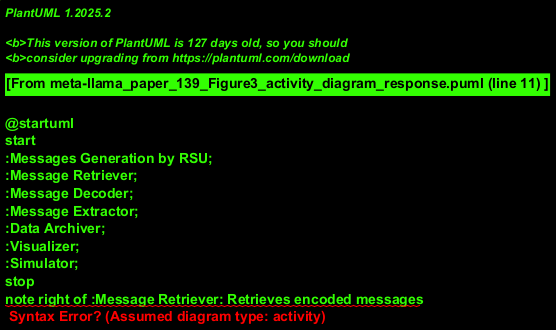 PlantUML 1.2025.2
<b>This version of PlantUML is 127 days old, so you should
<b>consider upgrading from https://plantuml.com/download
[From meta-llama_paper_139_Figure3_activity_diagram_response.puml (line 11) ]
@startuml
start
:Messages Generation by RSU;
:Message Retriever;
:Message Decoder;
:Message Extractor;
:Data Archiver;
:Visualizer;
:Simulator;
stop
note right of :Message Retriever: Retrieves encoded messages
Syntax Error? (Assumed diagram type: activity)